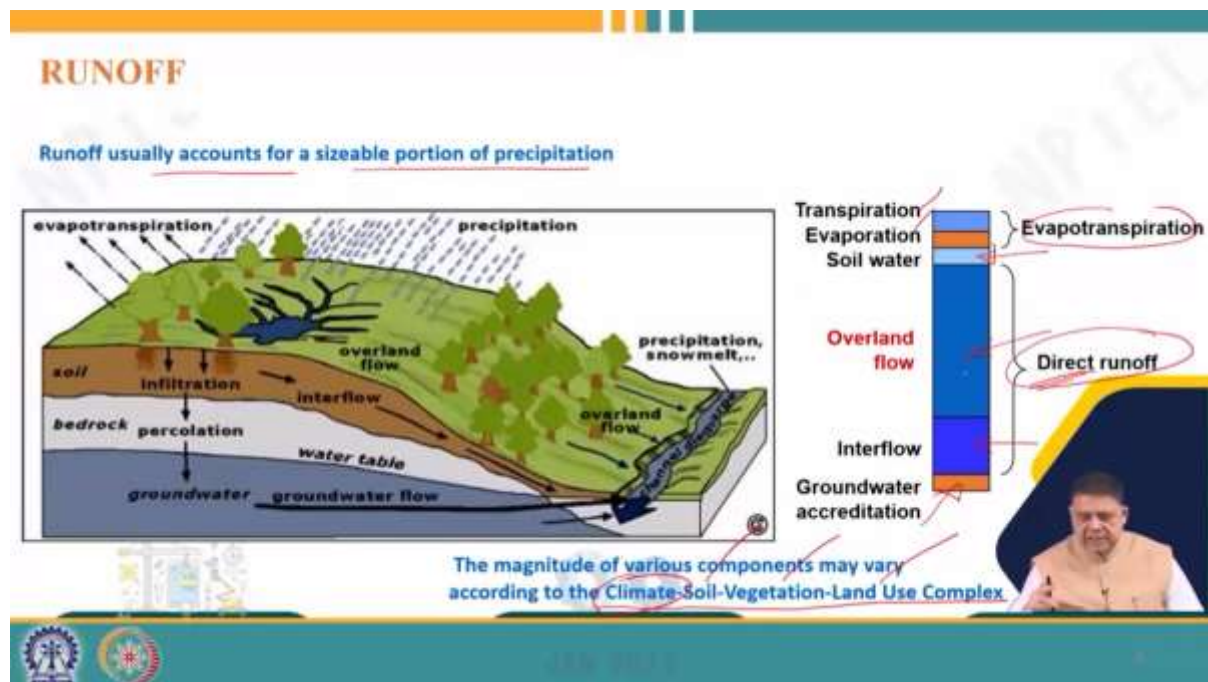 RUNOFF
Runoff usually accounts for a sizeable portion of precipitation
evapotranspiration
precipitation
overland
flow
soil
infiltration
interflow
bedrock
percolation
water table
groundwater
groundwater flow
precipitation,
snowmelt,..
overland
flow
Transpiration
Evaporation
Soil water
Evapotranspiration
Overland
flow
Direct runoff
Interflow
Groundwater
accreditation
The magnitude of various components may vary
according to the Climate-Soil-Vegetation-Land Use Complex